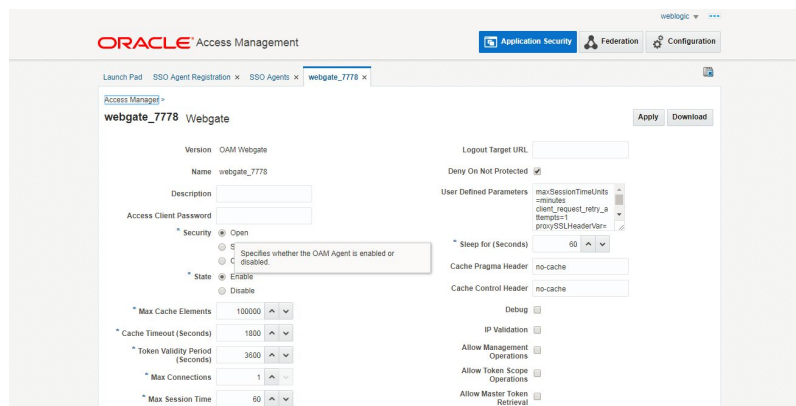 weblogic
ORACLE® Access Management
Application Security
Federation
Configuration
Launch Pad
SSO Agent Registration ×
SSO Agents ×
webgate_7778 ×
Access Manager >
webgate_7778 Webgate
Apply
Download
Version OAM Webgate
Name webgate_7778
Description
Access Client Password
* Security Open
S
C
Specifies whether the OAM Agent is enabled or
disabled.
* State Enable
Disable
* Max Cache Elements 100000
* Cache Timeout (Seconds) 1800
* Token Validity Period
(Seconds) 3600
* Max Connections 1
* Max Session Time 60
Logout Target URL
Deny On Not Protected
User Defined Parameters
maxSessionTimeUnits
=minutes
client_request_retry_a
ttempts=1
proxySSLHeaderVar=
* Sleep for (Seconds) 60
Cache Pragma Header no-cache
Cache Control Header no-cache
Debug
IP Validation
Allow Management
Operations
Allow Token Scope
Operations
Allow Master Token
Retrieval